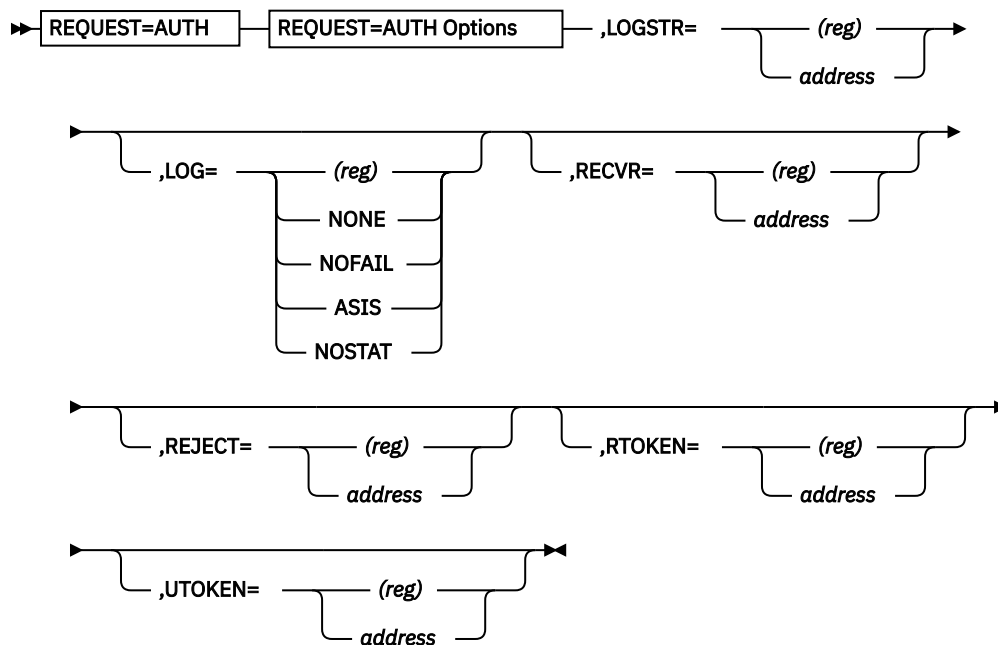 REQUEST=AUTH REQUEST=AUTH Options ,LOGSTR= (reg)
address
,LOG= (reg) ,RECVR= (reg)
NONE address
NOFAIL
ASIS
NOSTAT
,REJECT= (reg) ,RTOKEN= (reg)
address address
,UTOKEN= (reg)
address